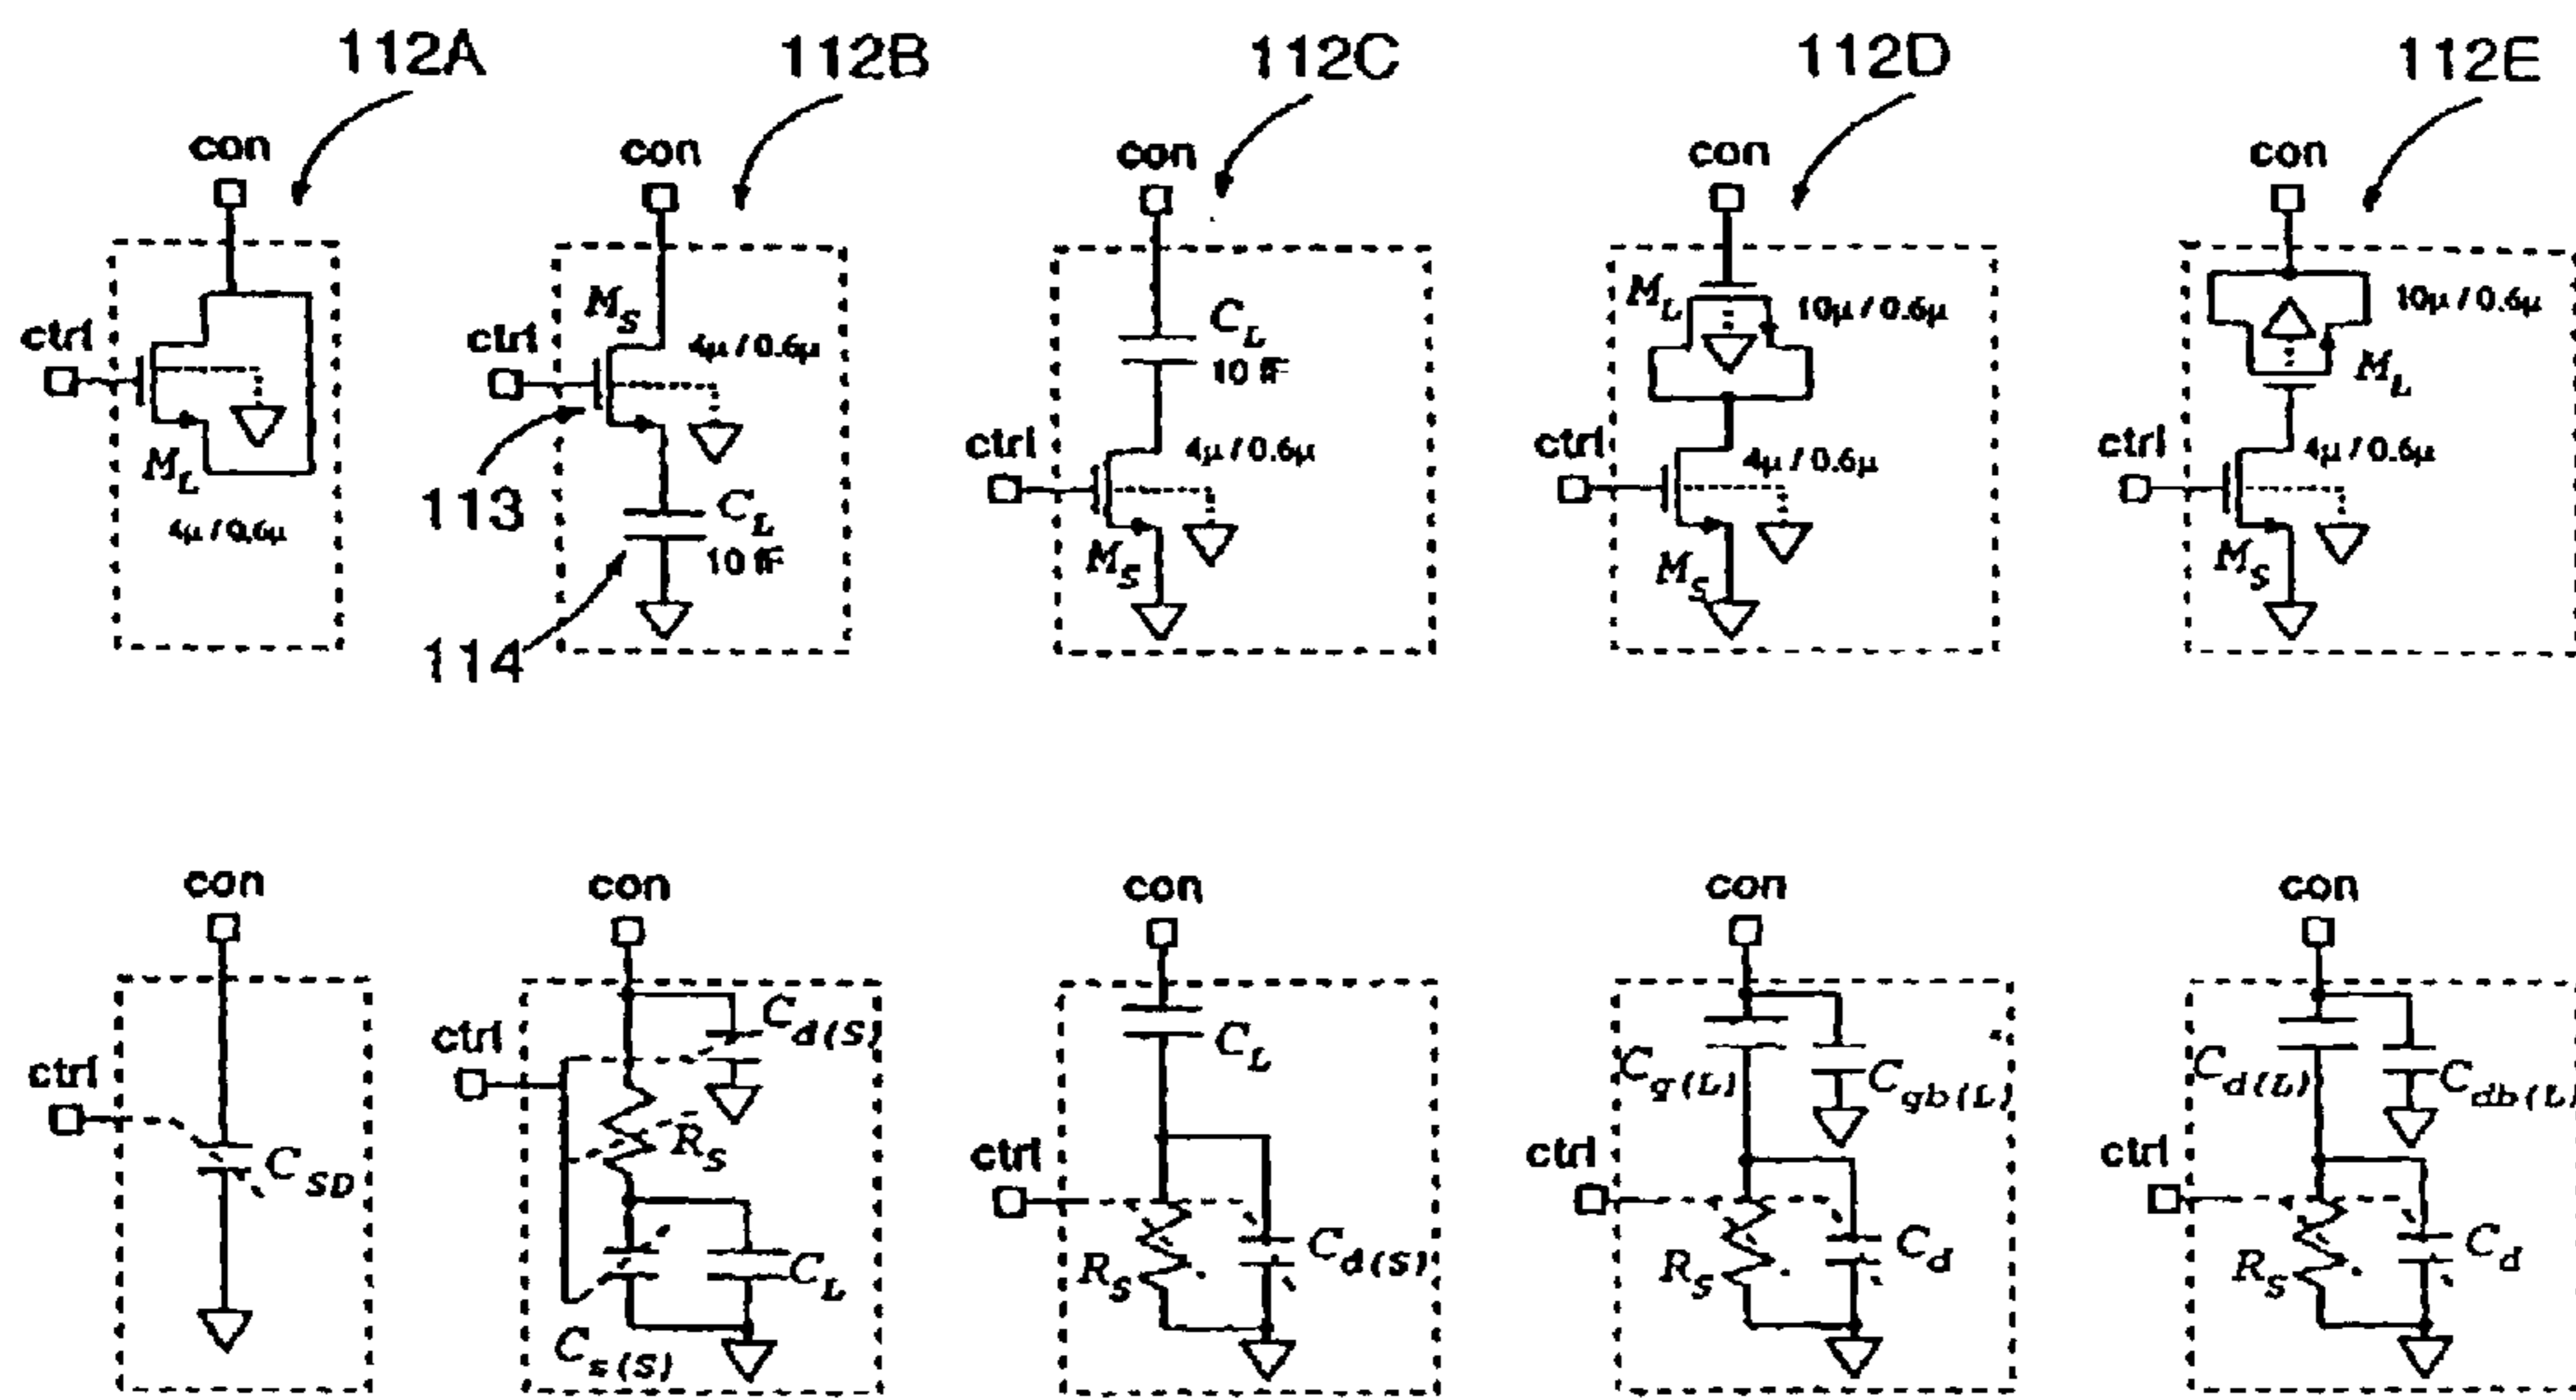 112A 112B 112C 112D 112E
con con con con con
ctrl M_L 4μ / 0.6μ
ctrl M_S 4μ / 0.6μ C_L 10 fF 113 114
C_L 10 fF ctrl 4μ / 0.6μ M_S
M_L 10μ / 0.6μ ctrl 4μ / 0.6μ M_S
10μ / 0.6μ M_L ctrl 4μ / 0.6μ M_S
con con con con con
ctrl C_SD
ctrl C_d(S) R_S C_L C_s(S)
C_L ctrl R_S C_d(S)
C_g(L) C_gb(L) ctrl R_S C_d
C_d(L) C_db(L) ctrl R_S C_d